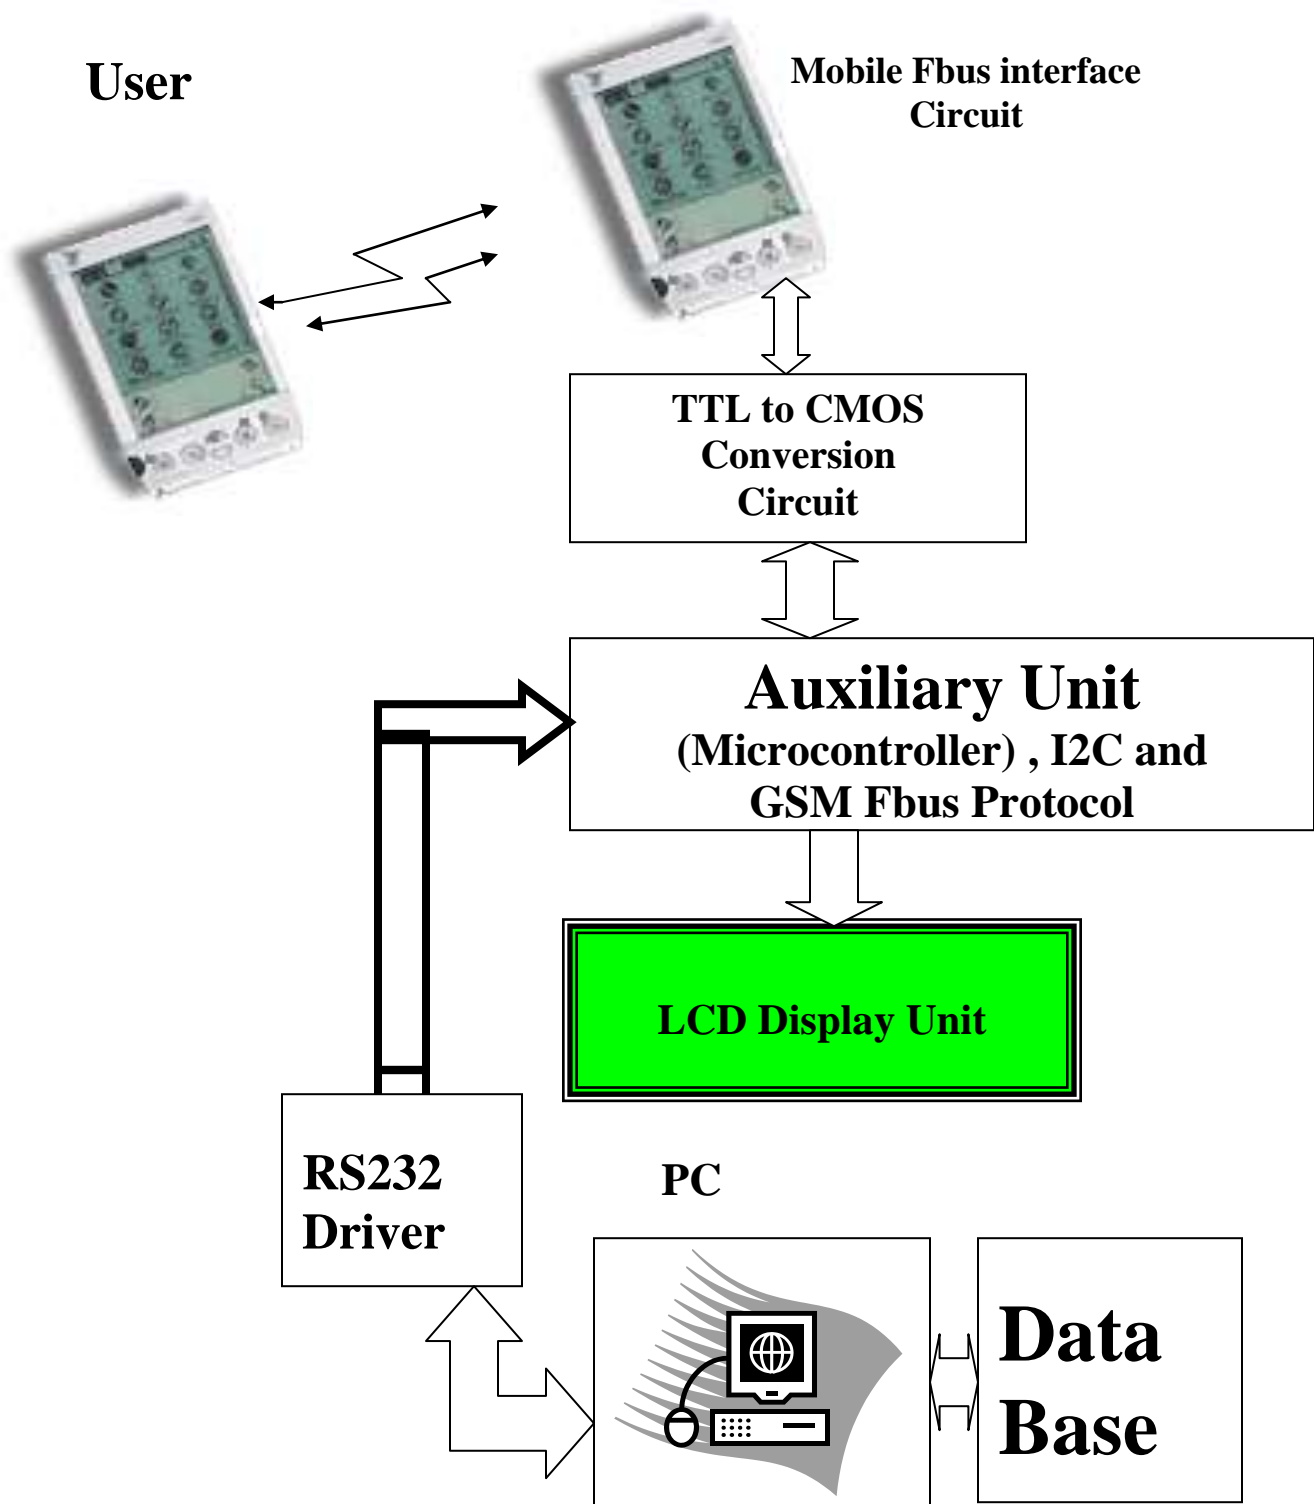 User
Mobile Fbus interface
Circuit
TTL to CMOS
Conversion
Circuit
Auxiliary Unit
(Microcontroller) , I2C and
GSM Fbus Protocol
LCD Display Unit
RS232
Driver
PC
Data
Base